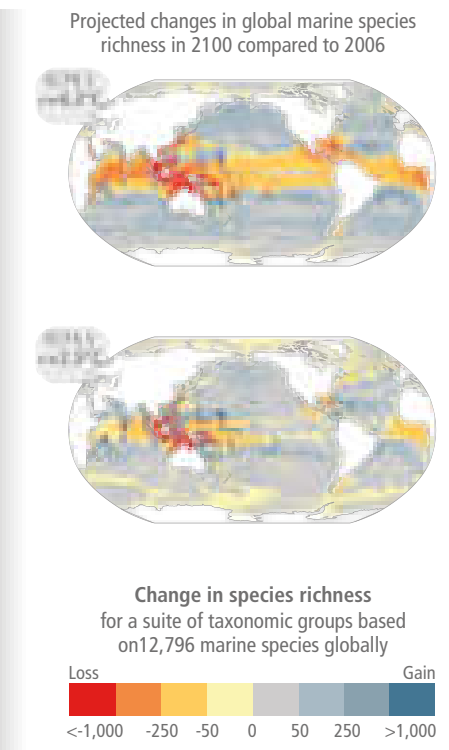 Projected changes in global marine species
richness in 2100 compared to 2006
Change in species richness
for a suite of taxonomic groups based
on12,796 marine species globally
Loss Gain
<-1,000 -250 -50 0 50 250 >1,000